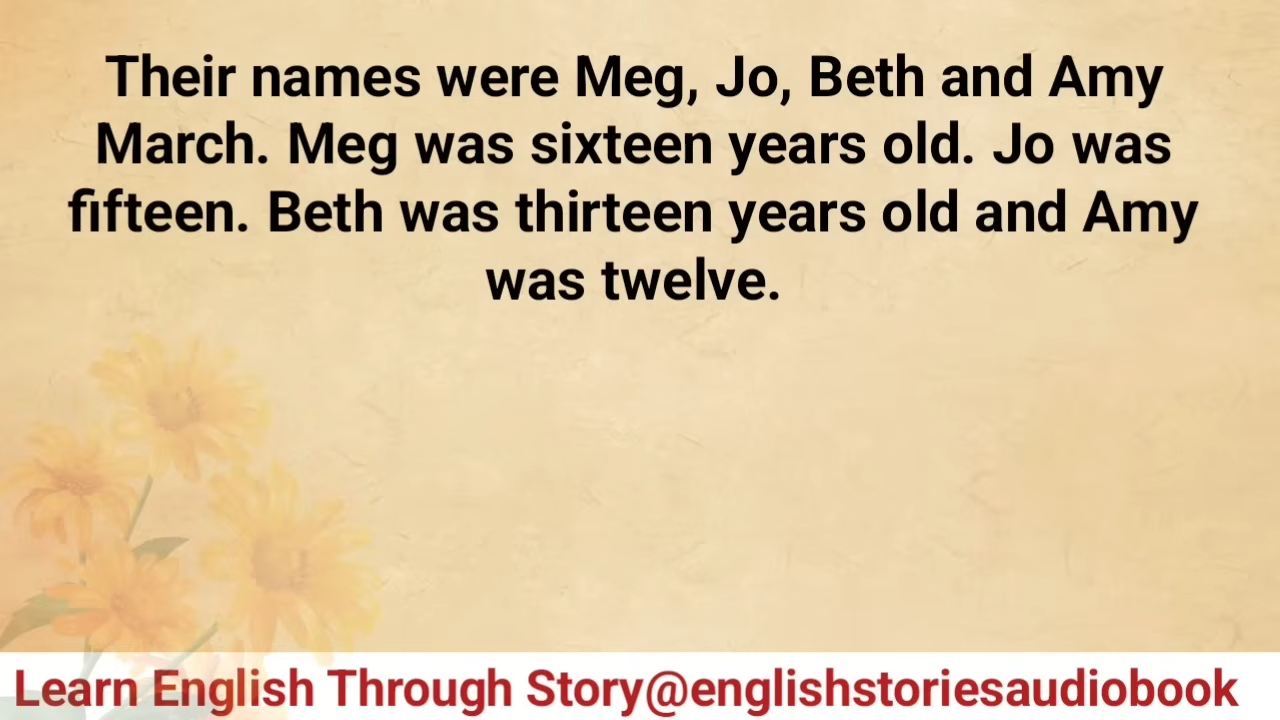 Their names were Meg, Jo, Beth and Amy
March. Meg was sixteen years old. Jo was
fifteen. Beth was thirteen years old and Amy
was twelve.
Learn English Through Story@englishstoriesaudiobook